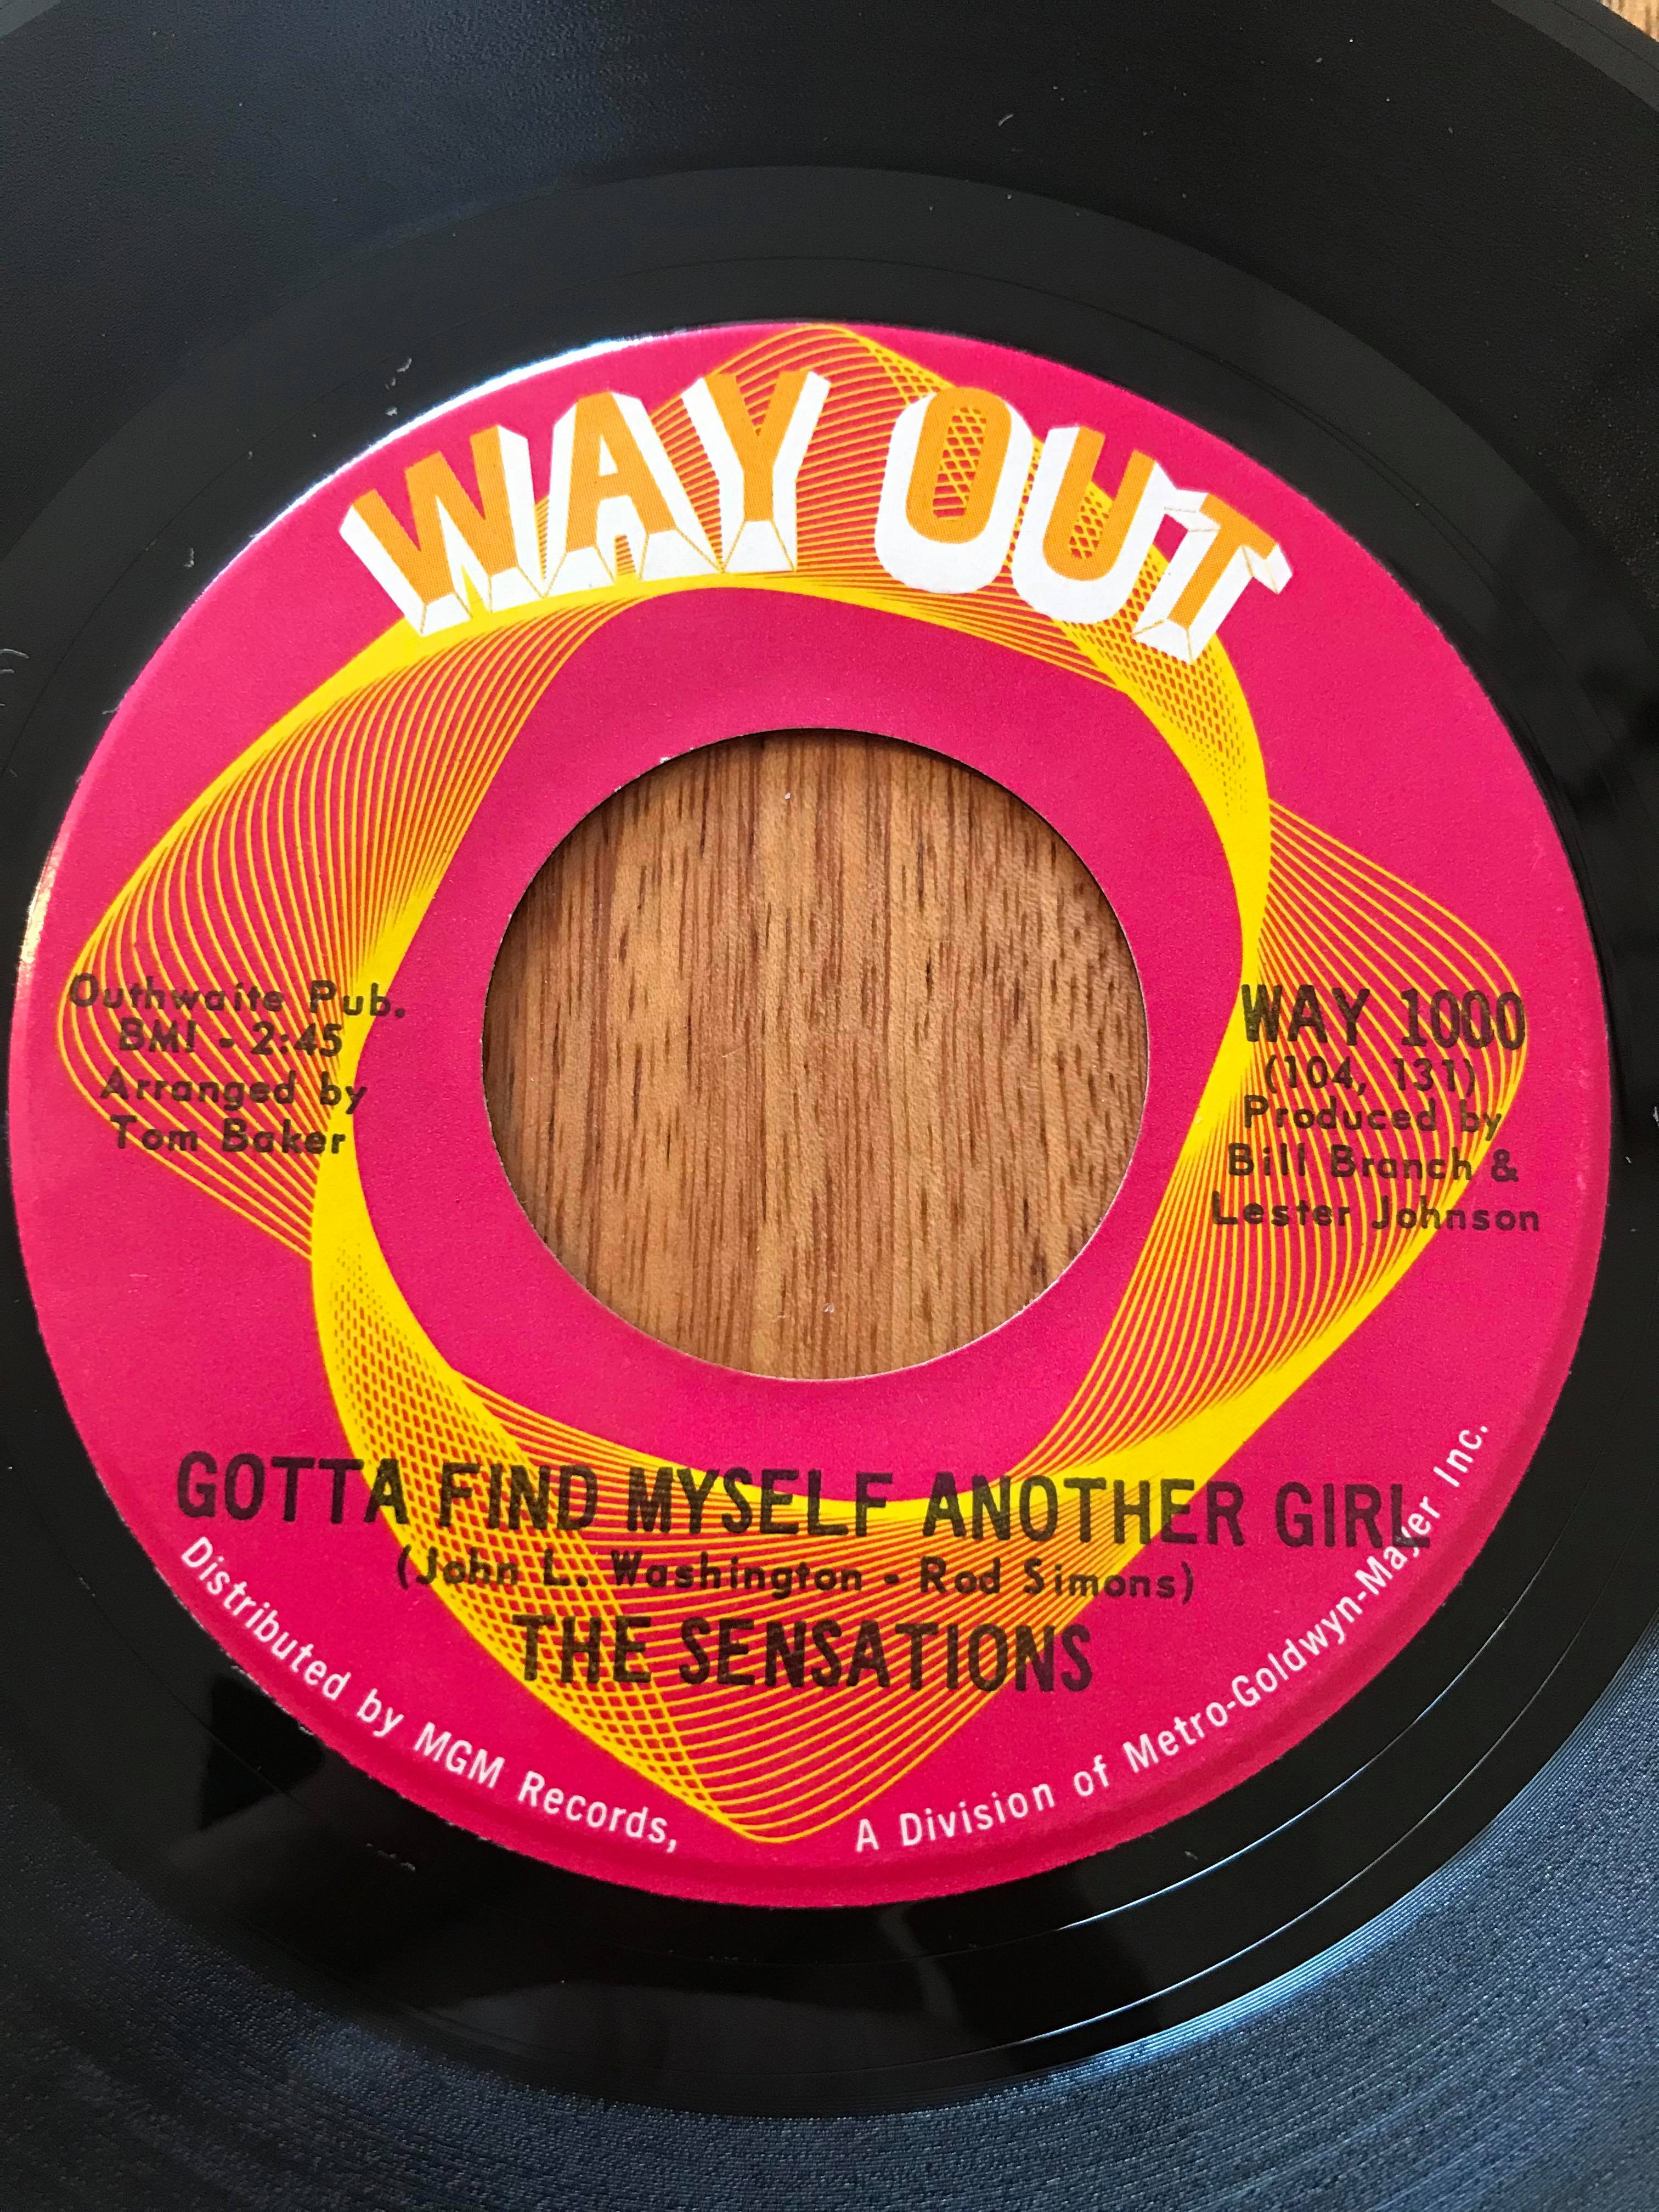 WAY OUT
Outhwaite Pub.
BMI - 2:45
Arranged by
Tom Baker
WAY 1000
(104, 131)
Produced by
Bill Branch &
Lester Johnson
GOTTA FIND MYSELF ANOTHER GIRL
(John L. Washington - Rod Simons)
THE SENSATIONS
Distributed by MGM Records, A Division of Metro-Goldwyn-Mayer Inc.